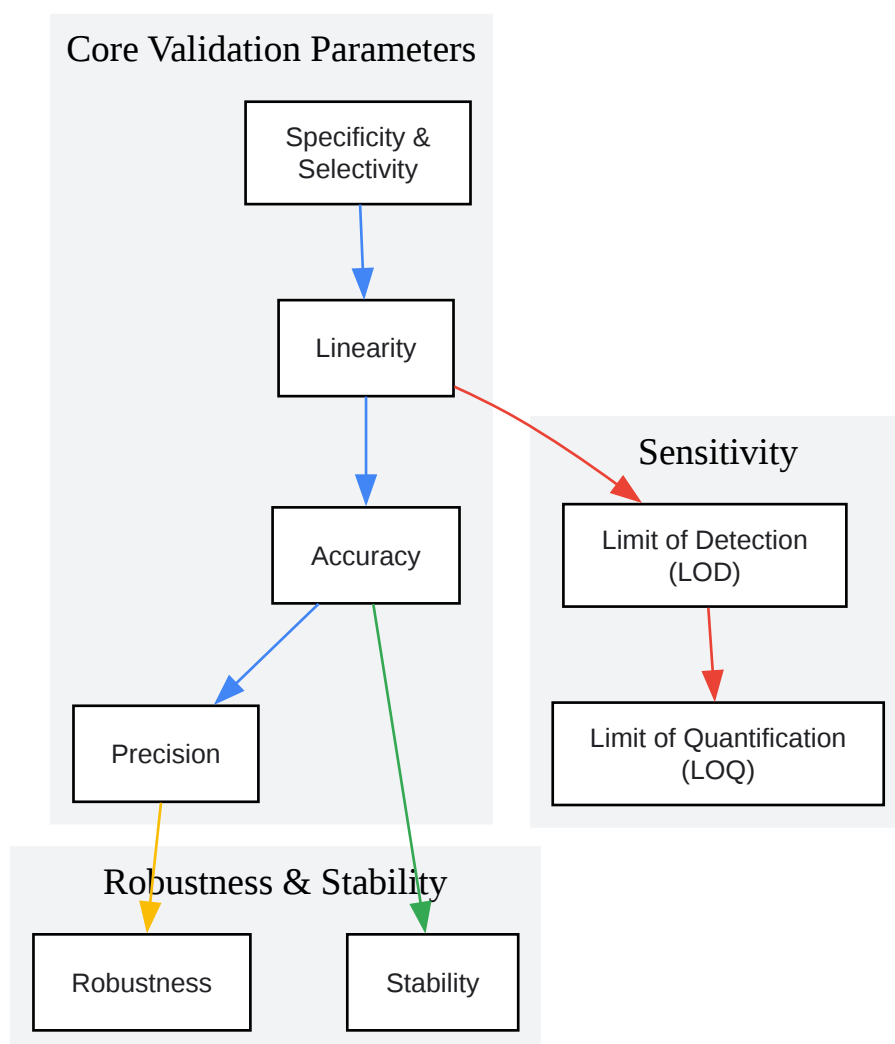 Core Validation Parameters
Specificity &
Selectivity
Linearity
Accuracy
Precision
Sensitivity
Limit of Detection
(LOD)
Limit of Quantification
(LOQ)
Robustness & Stability
Robustness
Stability